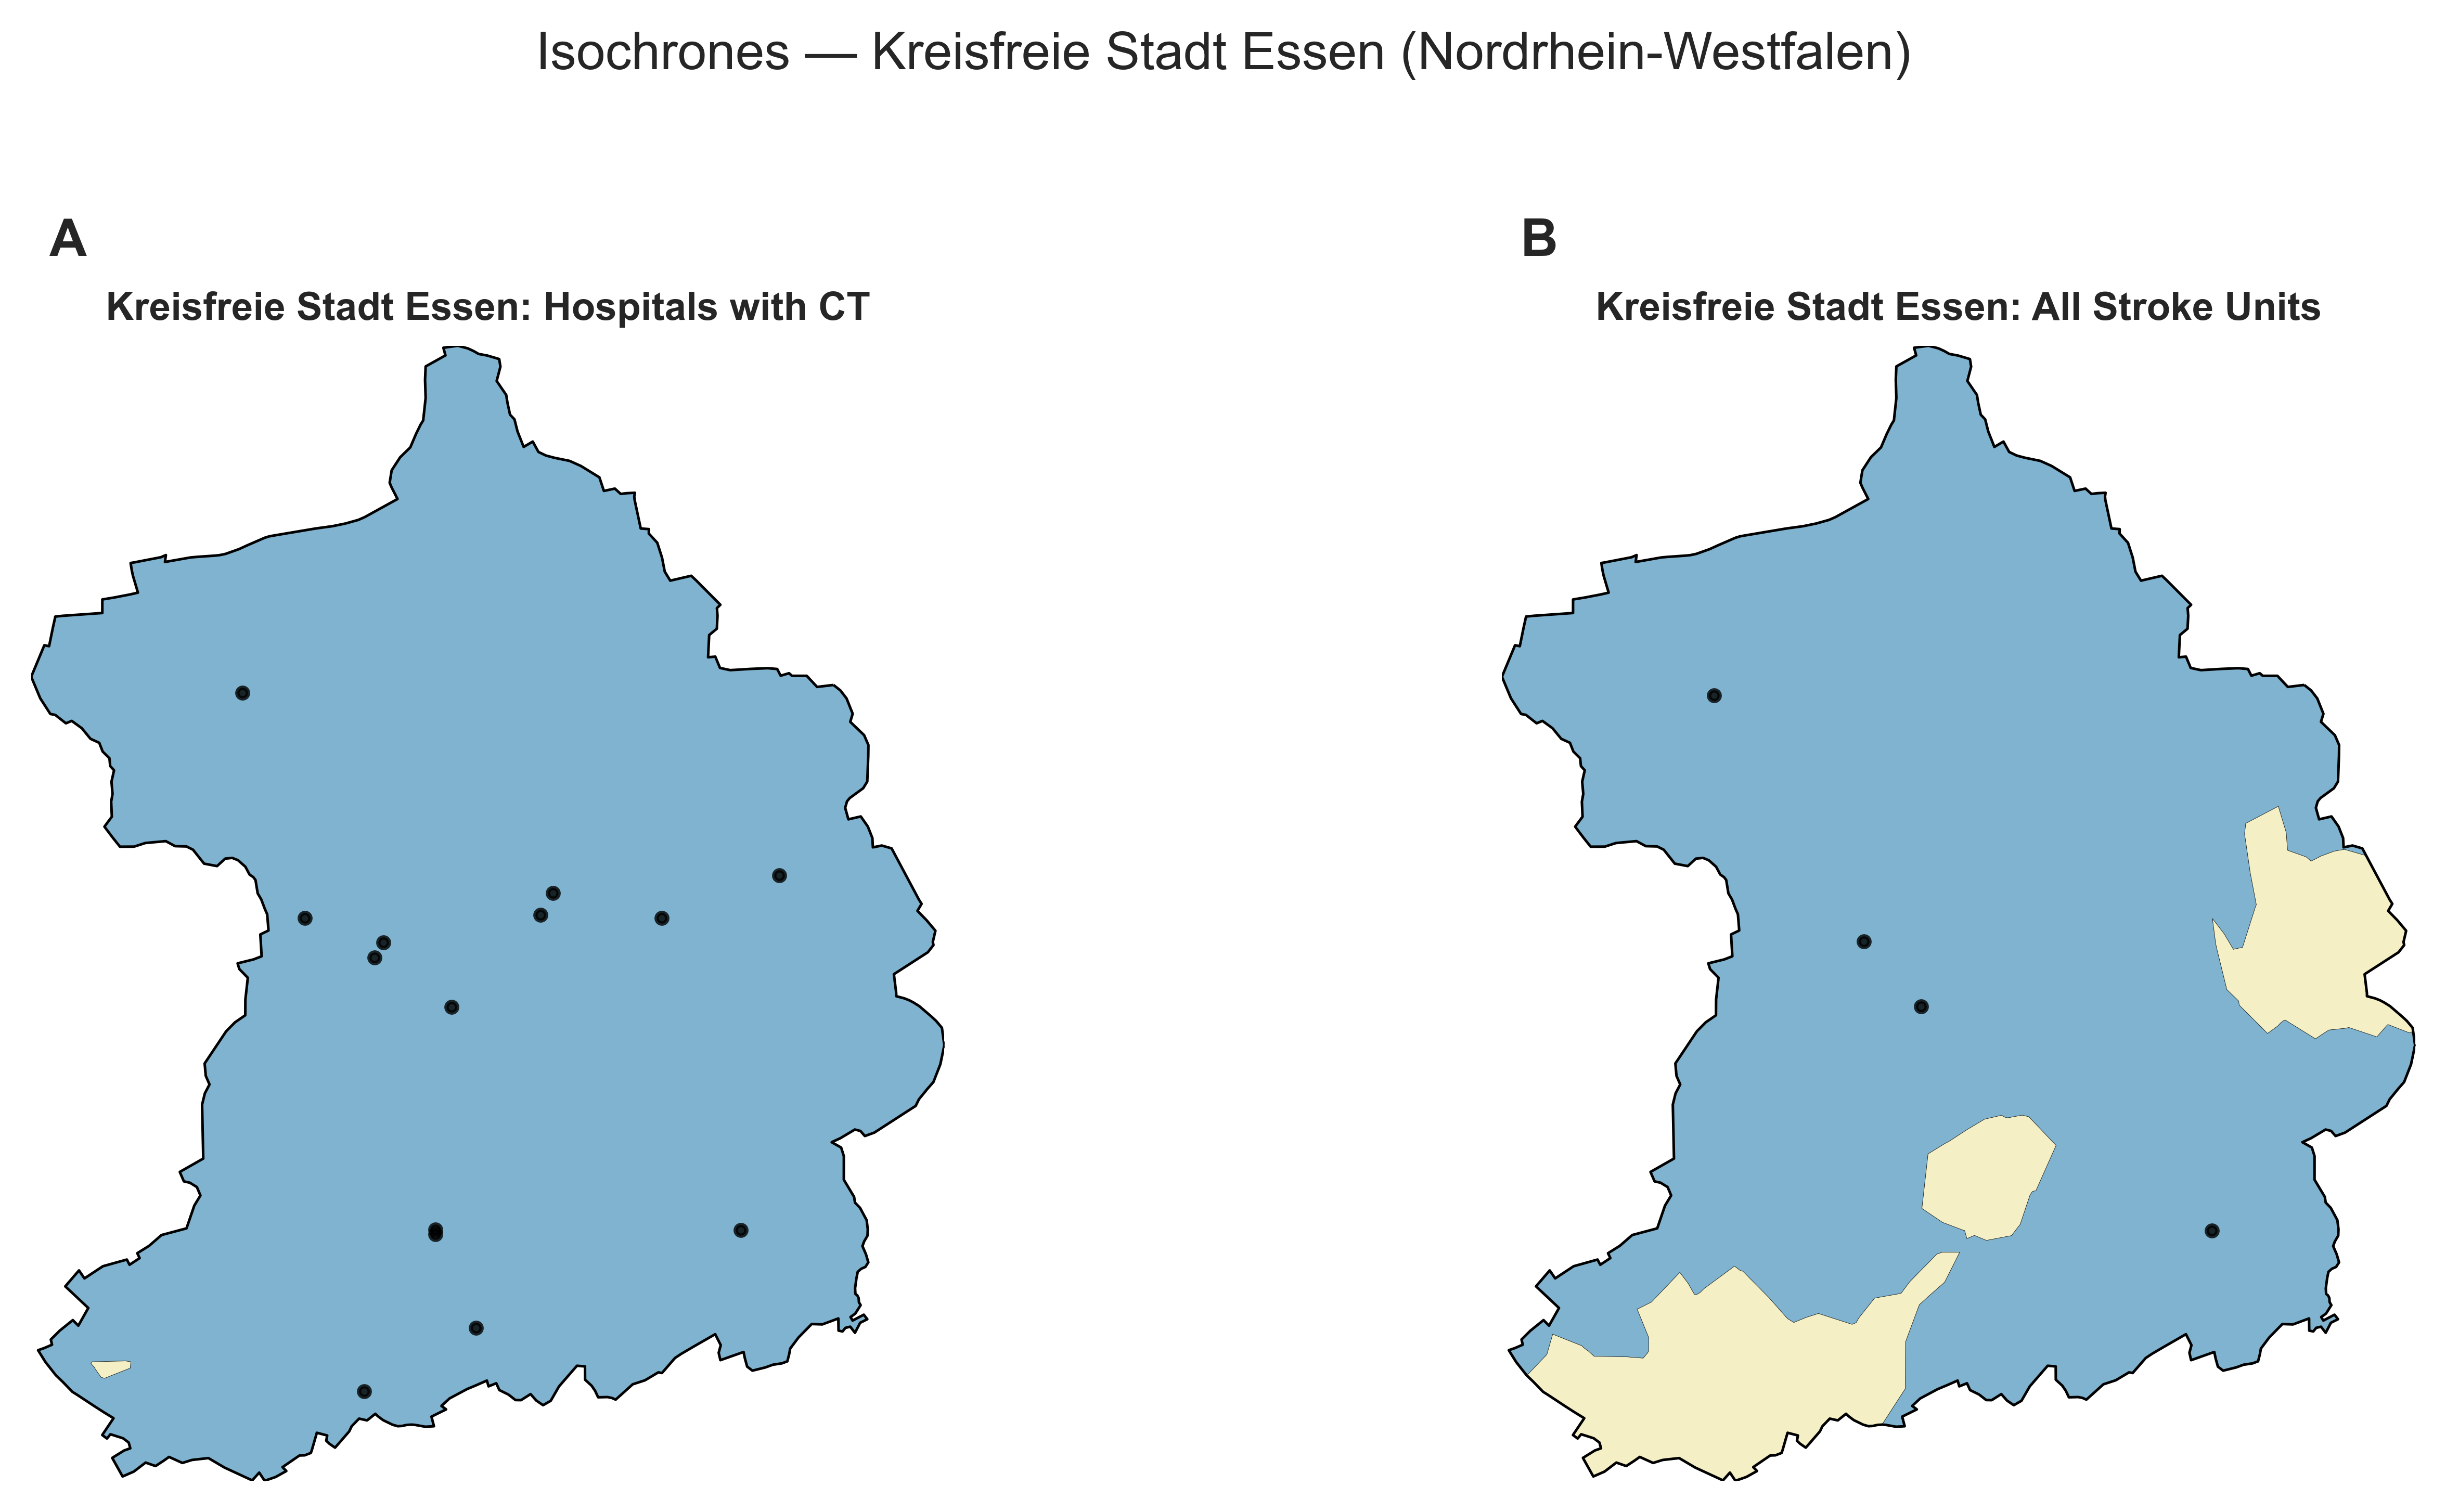 Isochrones — Kreisfreie Stadt Essen (Nordrhein-Westfalen)
A
Kreisfreie Stadt Essen: Hospitals with CT
B
Kreisfreie Stadt Essen: All Stroke Units